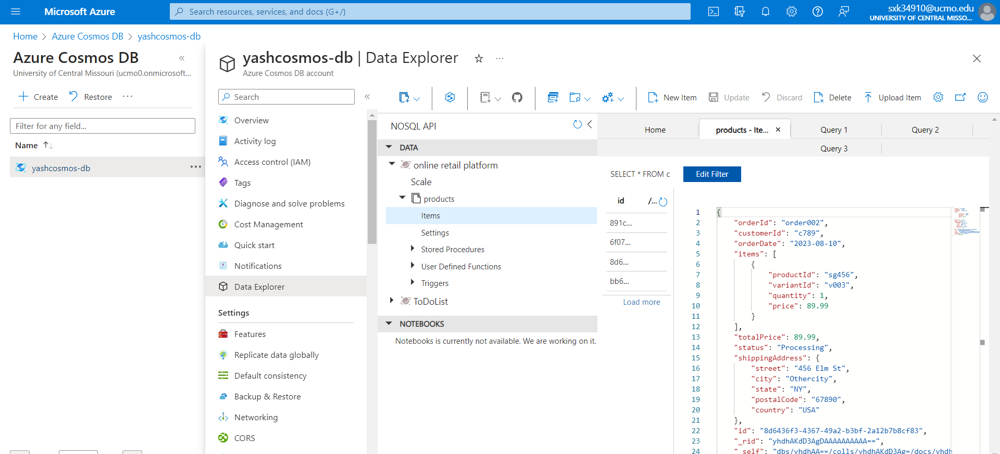 Microsoft Azure
Search resources, services, and docs (G+/)
sxk34910@ucmo.edu
UNIVERSITY OF CENTRAL MISSO...
Home > Azure Cosmos DB > yashcosmos-db
Azure Cosmos DB
University of Central Missouri (ucmo0.onmicrosoft...
Create Restore ...
Filter for any field...
Name
yashcosmos-db
yashcosmos-db | Data Explorer
Azure Cosmos DB account
Search
Overview
Activity log
Access control (IAM)
Tags
Diagnose and solve problems
Cost Management
Quick start
Notifications
Data Explorer
Settings
Features
Replicate data globally
Default consistency
Backup & Restore
Networking
CORS
New Item Update Discard Delete Upload Item
NOSQL API
DATA
online retail platform
Scale
products
Items
Settings
Stored Procedures
User Defined Functions
Triggers
ToDoList
NOTEBOOKS
Notebooks is currently not available. We are working on it.
Home products - Ite... Query 1 Query 2
Query 3
SELECT * FROM c Edit Filter
id /...
891c...
6f07...
8d6...
bb6...
Load more
1 {
2 "orderId": "order002",
3 "customerId": "c789",
4 "orderDate": "2023-08-10",
5 "items": [
6 {
7 "productId": "sg456",
8 "variantId": "v003",
9 "quantity": 1,
10 "price": 89.99
11 }
12 ],
13 "totalPrice": 89.99,
14 "status": "Processing",
15 "shippingAddress": {
16 "street": "456 Elm St",
17 "city": "Othercity",
18 "state": "NY",
19 "postalCode": "67890",
20 "country": "USA"
21 },
22 "id": "8d6436f3-4367-49a2-b3bf-2a12b7b8cf83",
23 "_rid": "yhdhAKdD3AgDAAAAAAAAAA==",
24 "_self": "dbs/yhdhAA==/colls/yhdhAKdD3Ag=/docs/yhdh